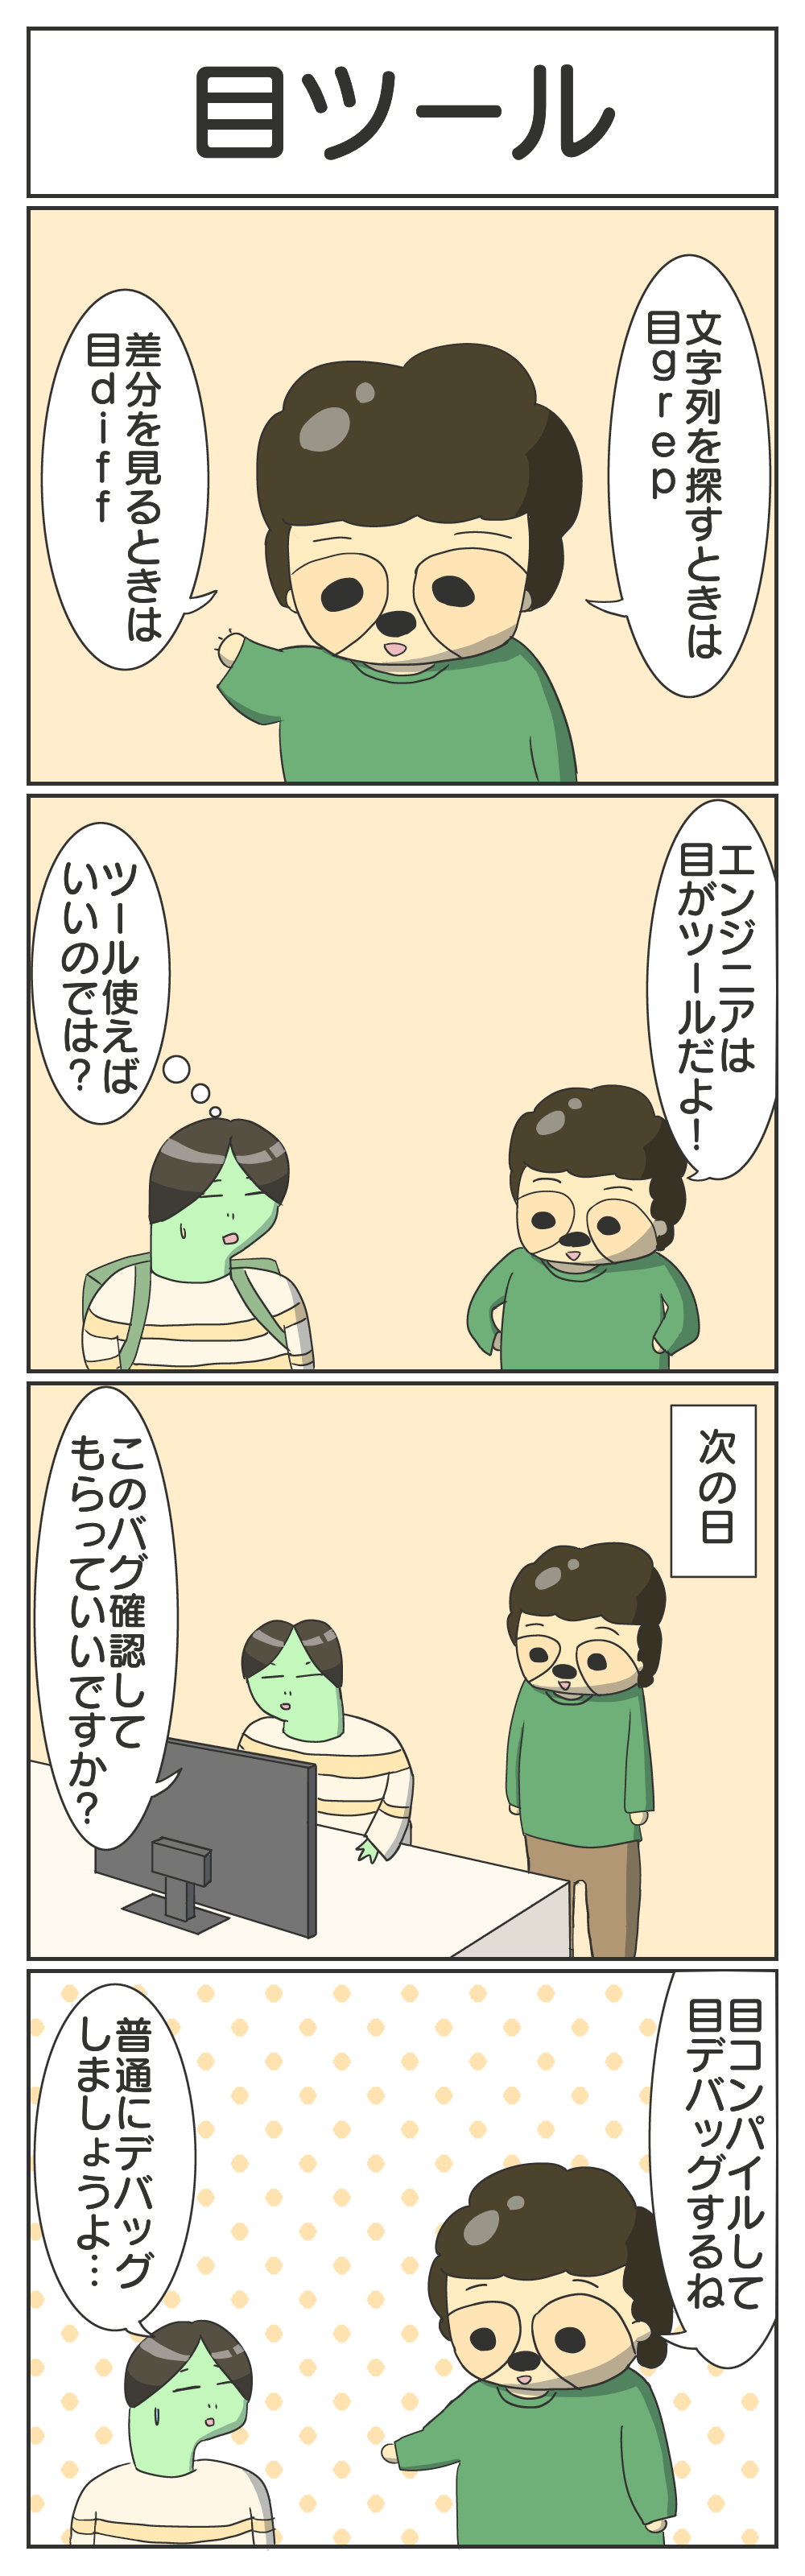 目ツール
文字列を探すときは
目grep
差分を見るときは
目diff
エンジニアは
目がツールだよ!
ツール使えば
いいのでは?
次の日
このバグ確認して
もらっていいですか?
目コンパイルして
目デバッグするね
普通にデバッグ
しましょうよ…